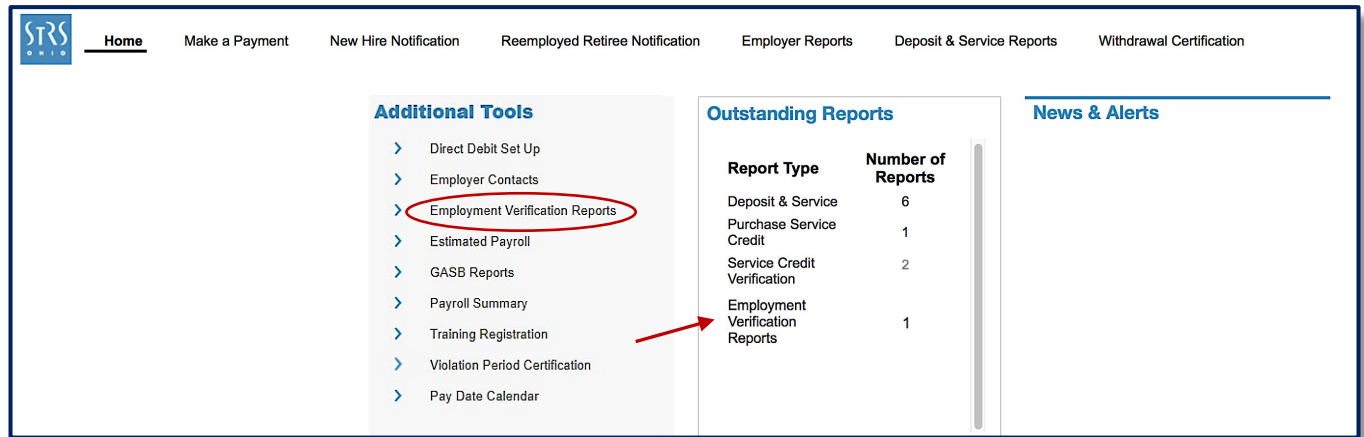 STRS
OHIO
Home Make a Payment New Hire Notification Reemployed Retiree Notification Employer Reports Deposit & Service Reports Withdrawal Certification
Additional Tools
Direct Debit Set Up
Employer Contacts
Employment Verification Reports
Estimated Payroll
GASB Reports
Payroll Summary
Training Registration
Violation Period Certification
Pay Date Calendar
Outstanding Reports
Report Type Number of
Reports
Deposit & Service 6
Purchase Service
Credit 1
Service Credit
Verification 2
Employment
Verification
Reports 1
News & Alerts